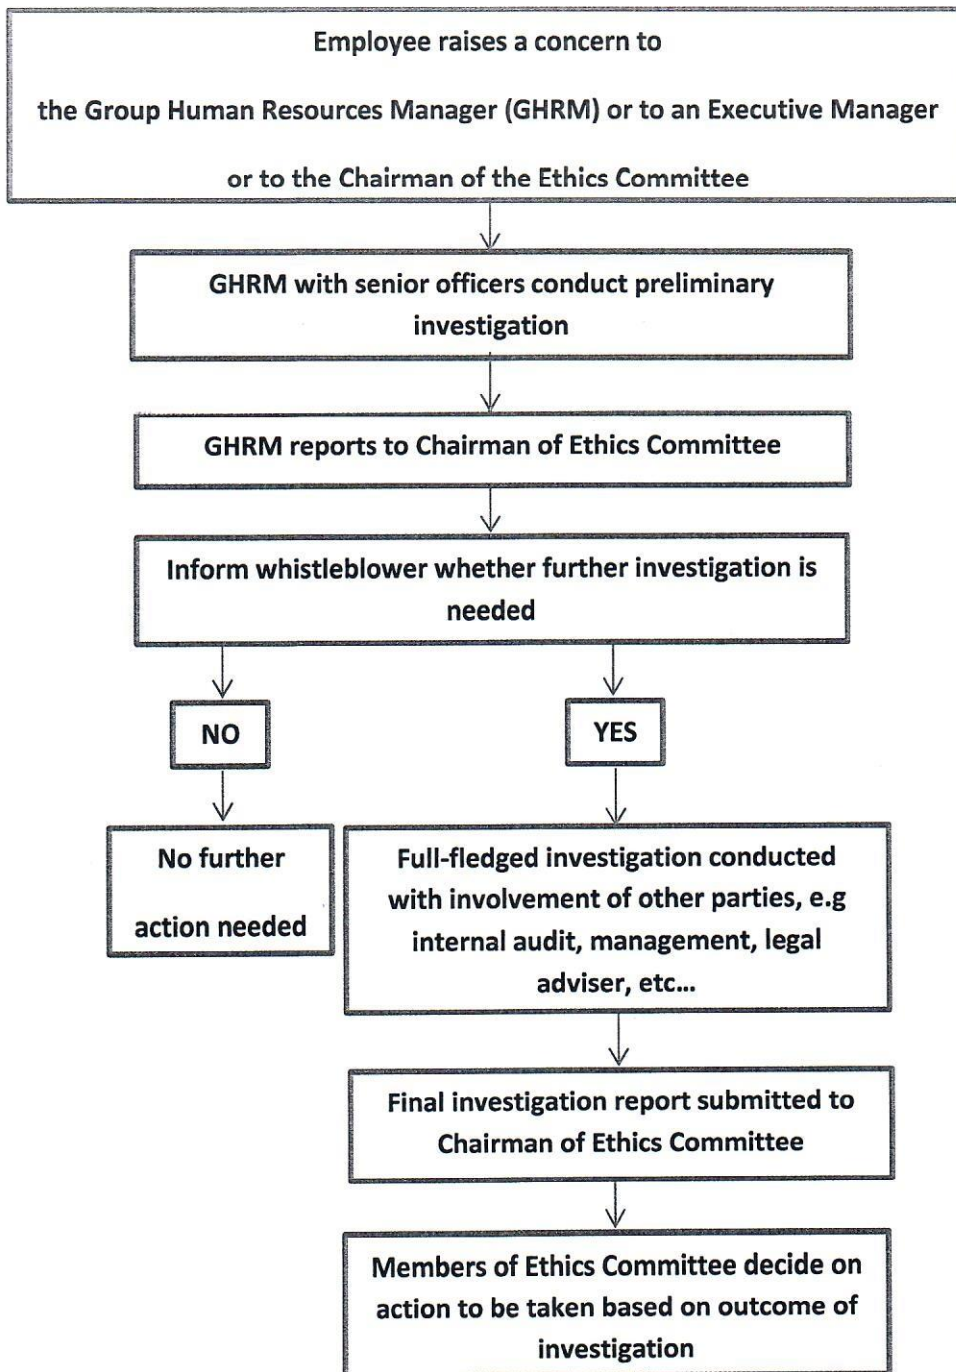 Employee raises a concern to
the Group Human Resources Manager (GHRM) or to an Executive Manager
or to the Chairman of the Ethics Committee
GHRM with senior officers conduct preliminary
investigation
GHRM reports to Chairman of Ethics Committee
Inform whistleblower whether further investigation is
needed
NO
YES
No further
action needed
Full-fledged investigation conducted
with involvement of other parties, e.g
internal audit, management, legal
adviser, etc...
Final investigation report submitted to
Chairman of Ethics Committee
Members of Ethics Committee decide on
action to be taken based on outcome of
investigation